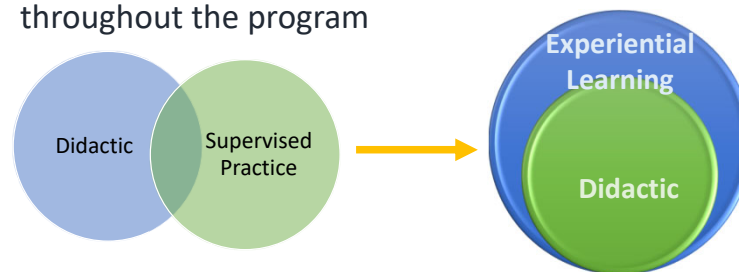 throughout the program
Didactic
Supervised
Practice
Experiential
Learning
Didactic